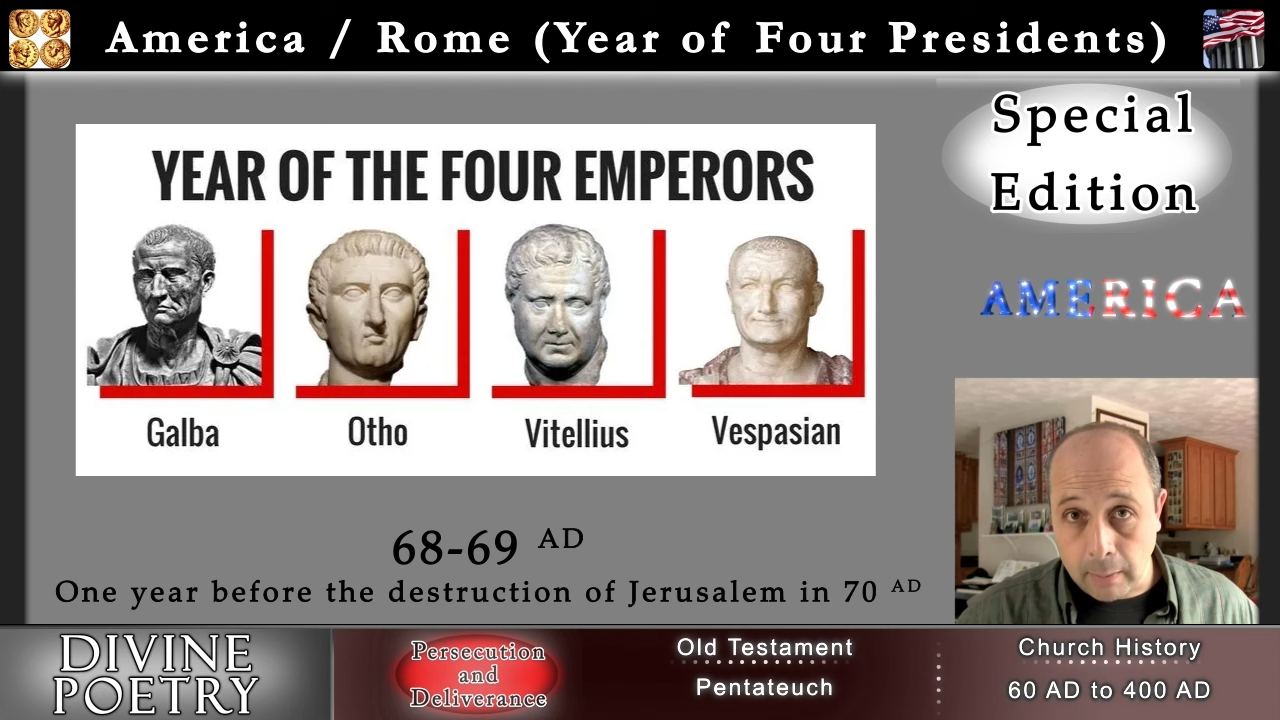 America / Rome (Year of Four Presidents)
Special
Edition
YEAR OF THE FOUR EMPERORS
Galba
Otho
Vitellius
Vespasian
AMERICA
68-69 AD
One year before the destruction of Jerusalem in 70 AD
DIVINE
POETRY
Persecution
and
Deliverance
Old Testament
Pentateuch
Church History
60 AD to 400 AD